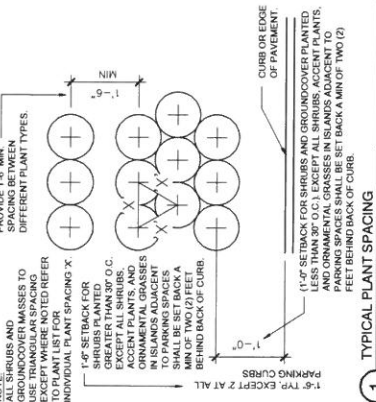 NOTE:
ALL SHRUBS AND
GROUNDCOVER MASSES TO
USE TRIANGULAR SPACING
EXCEPT WHERE NOTED REFER
TO PLANT LIST FOR
INDIVIDUAL PLANT SPACING 'X'
PROVIDE 1'-6" MIN.
SPACING BETWEEN
DIFFERENT PLANT TYPES.
MIN
1'-6"
X
X
X
1'-6" SETBACK FOR
SHRUBS PLANTED
GREATER THAN 30" O.C.
EXCEPT ALL SHRUBS,
ACCENT PLANTS, AND
ORNAMENTAL GRASSES
IN ISLANDS ADJACENT
TO PARKING SPACES
SHALL BE SET BACK A
MIN OF TWO (2) FEET
BEHIND BACK OF CURB.
CURB OR EDGE
OF PAVEMENT.
1'-0"
1'-6" TYP. EXCEPT 2' AT ALL
PARKING CURBS
(1'-0" SETBACK FOR SHRUBS AND GROUNDCOVER PLANTED
LESS THAN 30" O.C.), EXCEPT ALL SHRUBS, ACCENT PLANTS,
AND ORNAMENTAL GRASSES IN ISLANDS ADJACENT TO
PARKING SPACES SHALL BE SET BACK A MIN OF TWO (2)
FEET BEHIND BACK OF CURB.
1 TYPICAL PLANT SPACING